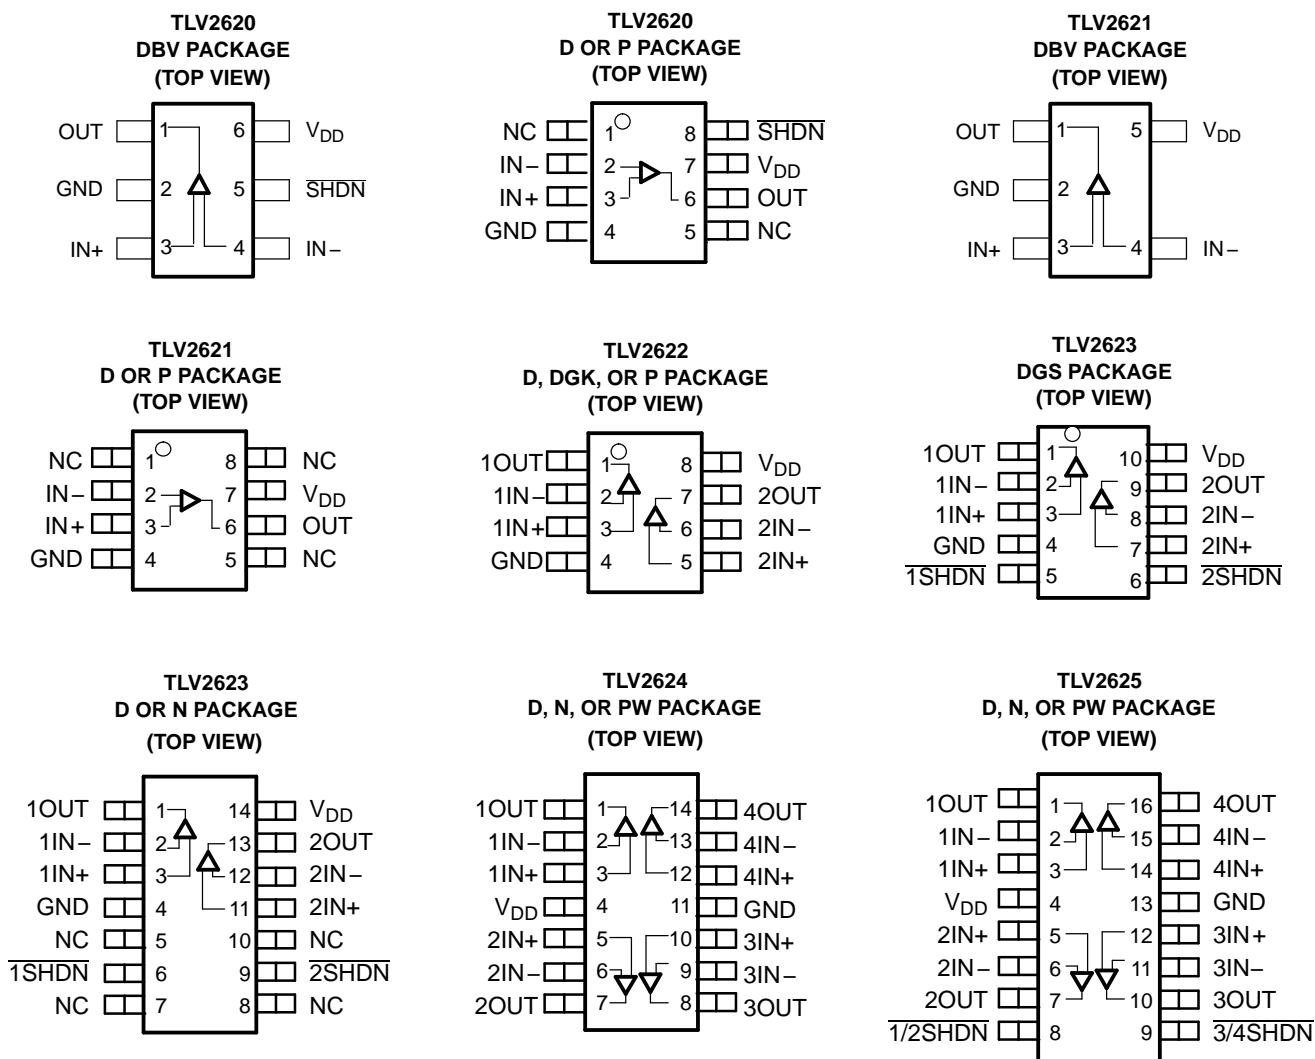 TLV2620
DBV PACKAGE
(TOP VIEW)
OUT 1 6 VDD
GND 2 5 SHDN
IN+ 3 4 IN−
TLV2620
D OR P PACKAGE
(TOP VIEW)
NC 1 8 SHDN
IN− 2 7 VDD
IN+ 3 6 OUT
GND 4 5 NC
TLV2621
DBV PACKAGE
(TOP VIEW)
OUT 1 5 VDD
GND 2
IN+ 3 4 IN−
TLV2621
D OR P PACKAGE
(TOP VIEW)
NC 1 8 NC
IN− 2 7 VDD
IN+ 3 6 OUT
GND 4 5 NC
TLV2622
D, DGK, OR P PACKAGE
(TOP VIEW)
1OUT 1 8 VDD
1IN− 2 7 2OUT
1IN+ 3 6 2IN−
GND 4 5 2IN+
TLV2623
DGS PACKAGE
(TOP VIEW)
1OUT 1 10 VDD
1IN− 2 9 2OUT
1IN+ 3 8 2IN−
GND 4 7 2IN+
1SHDN 5 6 2SHDN
TLV2623
D OR N PACKAGE
(TOP VIEW)
1OUT 1 14 VDD
1IN− 2 13 2OUT
1IN+ 3 12 2IN−
GND 4 11 2IN+
NC 5 10 NC
1SHDN 6 9 2SHDN
NC 7 8 NC
TLV2624
D, N, OR PW PACKAGE
(TOP VIEW)
1OUT 1 14 4OUT
1IN− 2 13 4IN−
1IN+ 3 12 4IN+
VDD 4 11 GND
2IN+ 5 10 3IN+
2IN− 6 9 3IN−
2OUT 7 8 3OUT
TLV2625
D, N, OR PW PACKAGE
(TOP VIEW)
1OUT 1 16 4OUT
1IN− 2 15 4IN−
1IN+ 3 14 4IN+
VDD 4 13 GND
2IN+ 5 12 3IN+
2IN− 6 11 3IN−
2OUT 7 10 3OUT
1/2SHDN 8 9 3/4SHDN